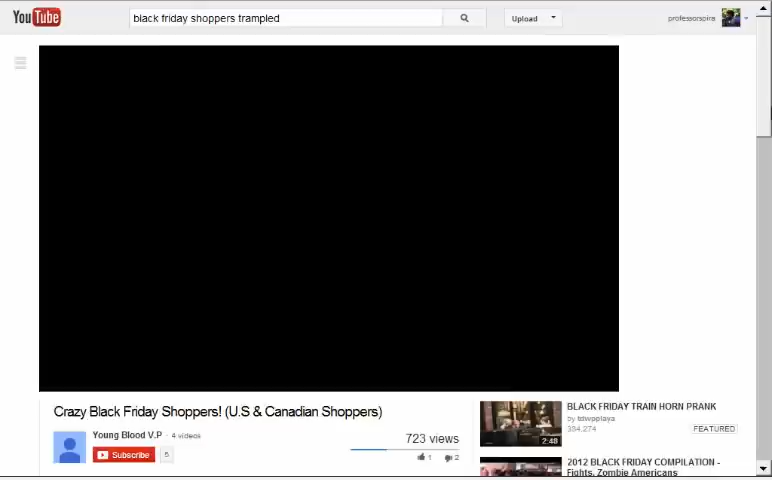 YouTube
black friday shoppers trampled
Upload
professorspira
Crazy Black Friday Shoppers! (U.S & Canadian Shoppers)
Young Blood V.P · 4 videos
Subscribe 5
723 views
1 2
2:48
BLACK FRIDAY TRAIN HORN PRANK
by tdwpplaya
334,274
FEATURED
2012 BLACK FRIDAY COMPILATION -
Fights, Zombie Americans